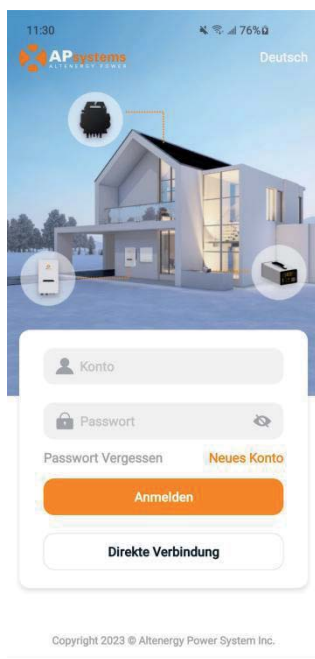 11:30 76%
APsystems Deutsch
ALTENERGY POWER
Konto
Passwort
Passwort Vergessen Neues Konto
Anmelden
Direkte Verbindung
Copyright 2023 © Altenergy Power System Inc.